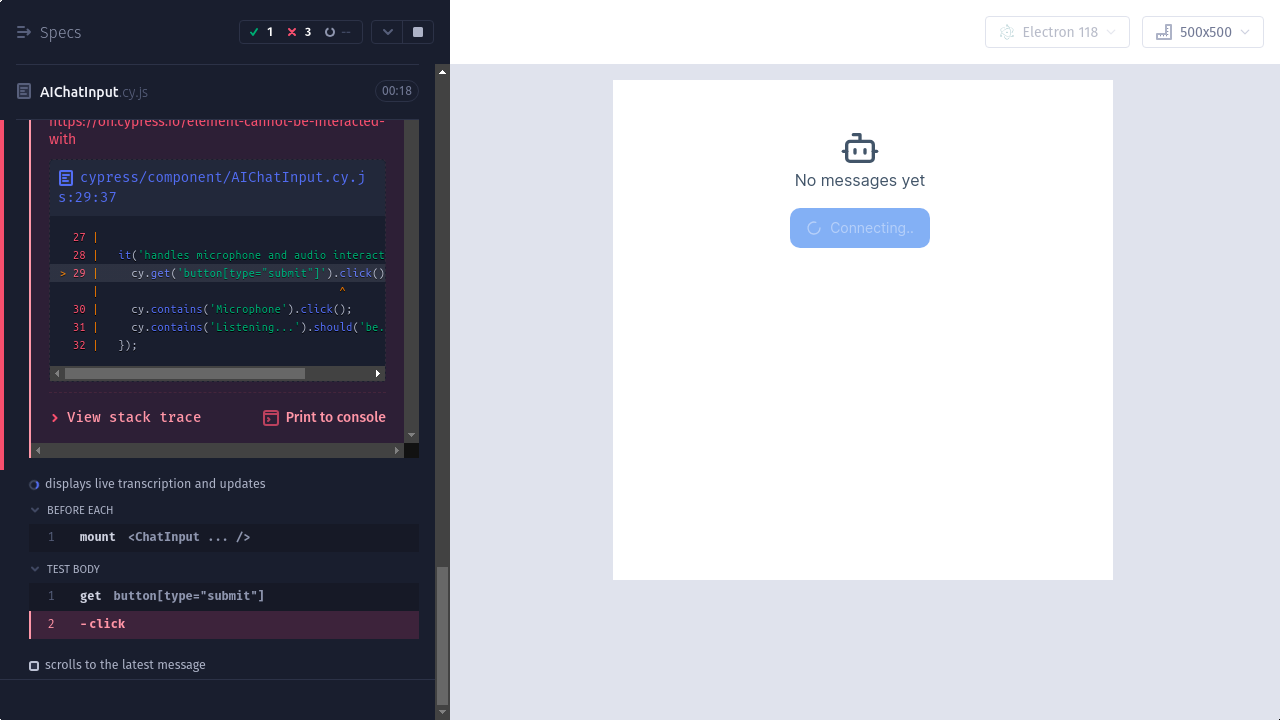 Specs
1 3 --
AIChatInput.cy.js
00:18
https://on.cypress.io/element-cannot-be-interacted-
with
cypress/component/AIChatInput.cy.j
s:29:37
27 |
28 | it('handles microphone and audio interact
> 29 | cy.get('button[type="submit"]').click()
| ^
30 | cy.contains('Microphone').click();
31 | cy.contains('Listening...').should('be.
32 | });
View stack trace
Print to console
displays live transcription and updates
BEFORE EACH
1 mount <ChatInput ... />
TEST BODY
1 get button[type="submit"]
2 -click
scrolls to the latest message
Electron 118
500x500
No messages yet
Connecting..